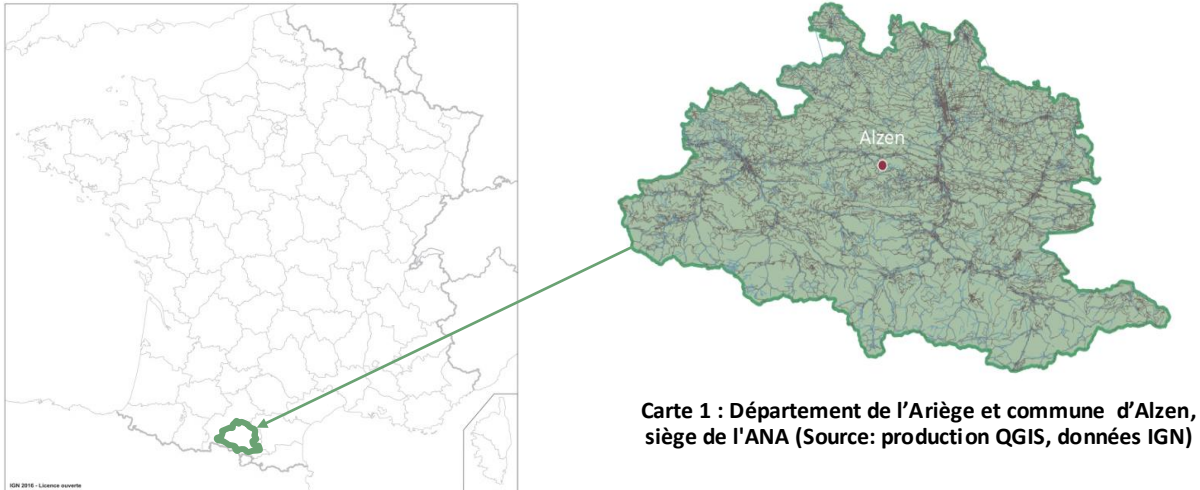 Alzen
Carte 1 : Département de l’Ariège et commune d’Alzen,
siège de l'ANA (Source: production QGIS, données IGN)
IGN 2016 - Licence ouverte